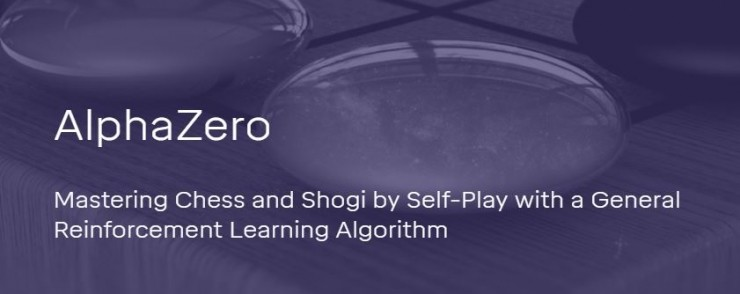 AlphaZero
Mastering Chess and Shogi by Self-Play with a General
Reinforcement Learning Algorithm